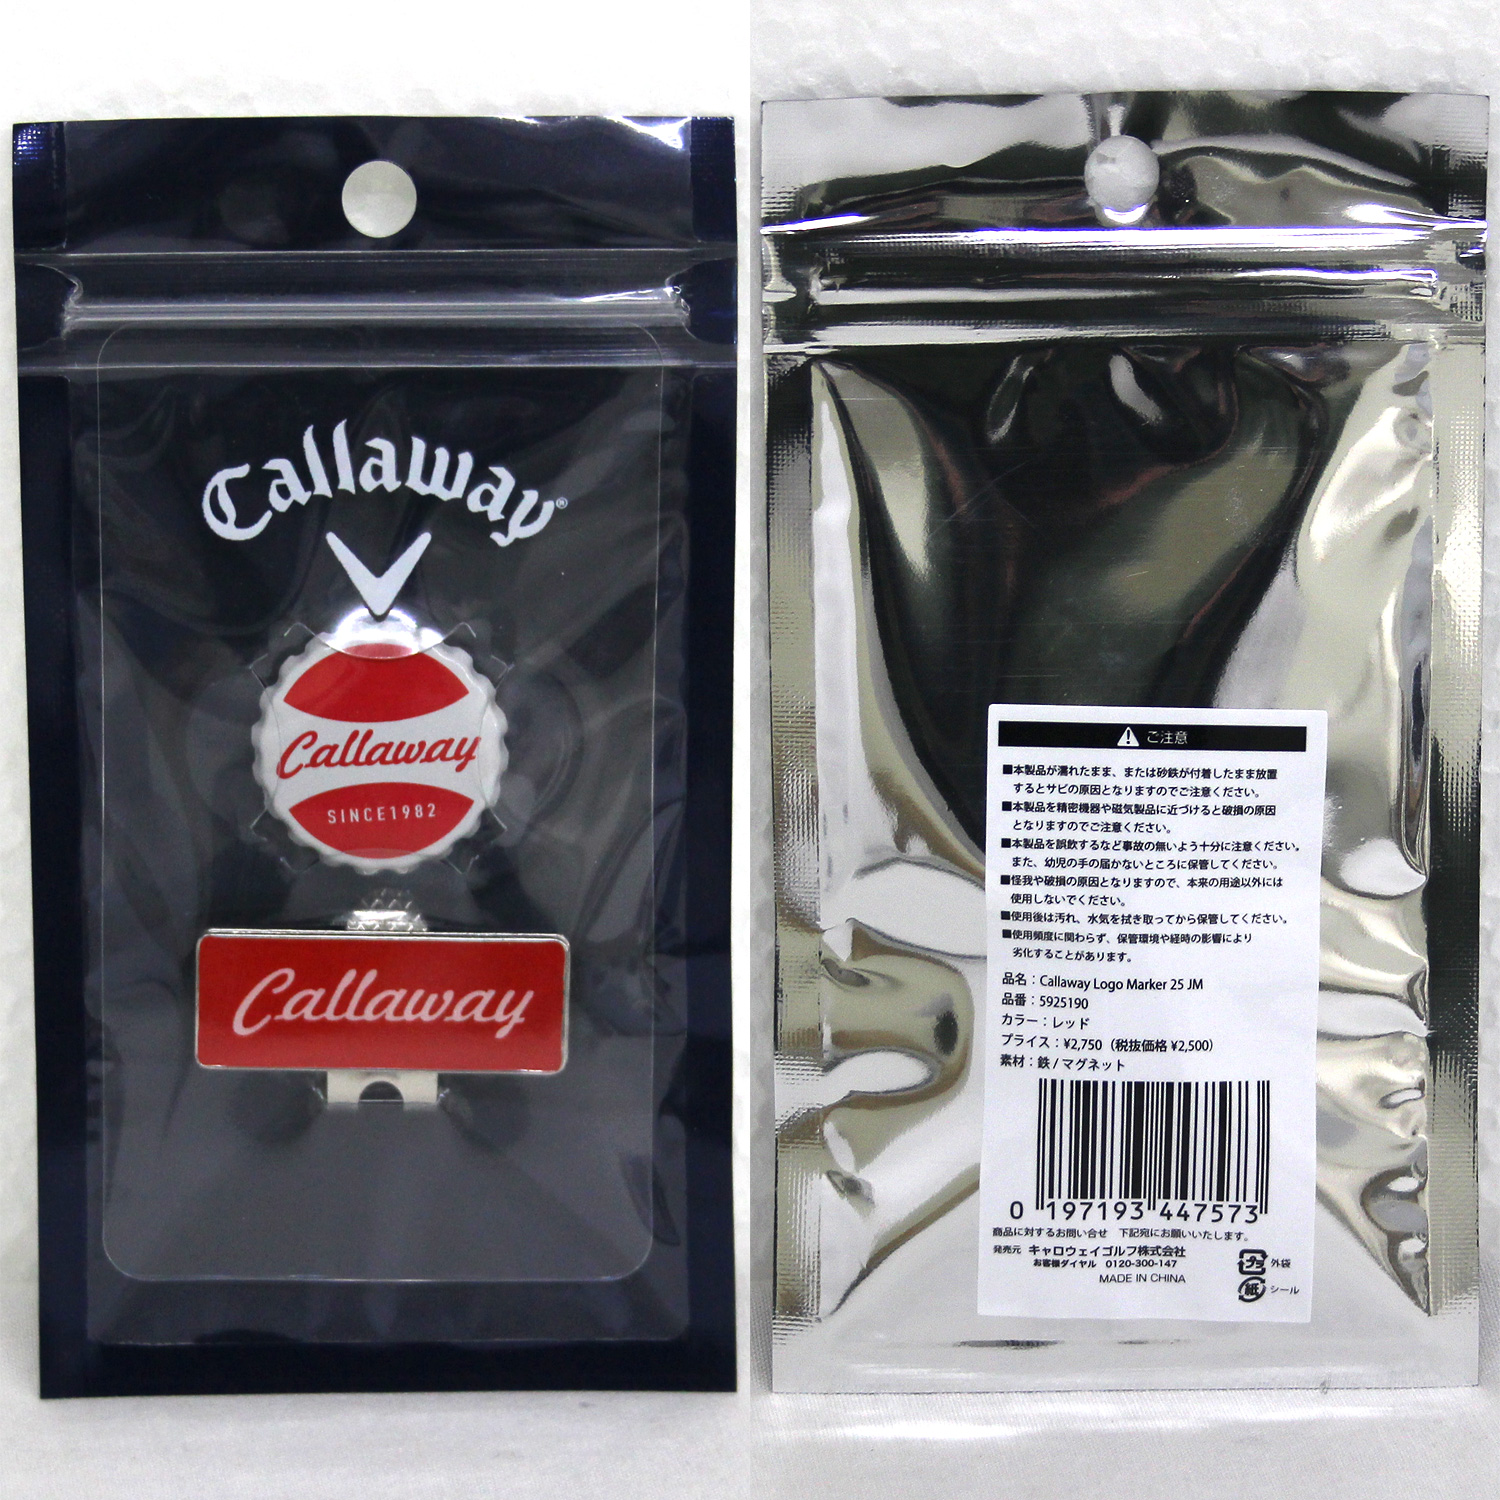 Callaway®
Callaway
SINCE1982
Callaway
ご注意
■本製品が濡れたまま、または砂鉄が付着したまま放置
するとサビの原因となりますのでご注意ください。
■本製品を精密機器や磁気製品に近づけると破損の原因
となりますのでご注意ください。
■本製品を誤飲するなど事故の無いよう十分に注意ください。
また、幼児の手の届かないところに保管してください。
■怪我や破損の原因となりますので、本来の用途以外には
使用しないでください。
■使用後は汚れ、水気を拭き取ってから保管してください。
■使用頻度に関わらず、保管環境や経時の影響により
劣化することがあります。
品名：Callaway Logo Marker 25 JM
品番：5925190
カラー：レッド
プライス：¥2,750（税抜価格 ¥2,500）
素材：鉄 / マグネット
0 197193 447573
商品に対するお問い合せ　下記宛にお願いいたします。
発売元 キャロウェイゴルフ株式会社
お客様ダイヤル 0120-300-147
MADE IN CHINA
プラ 外袋
紙 シール